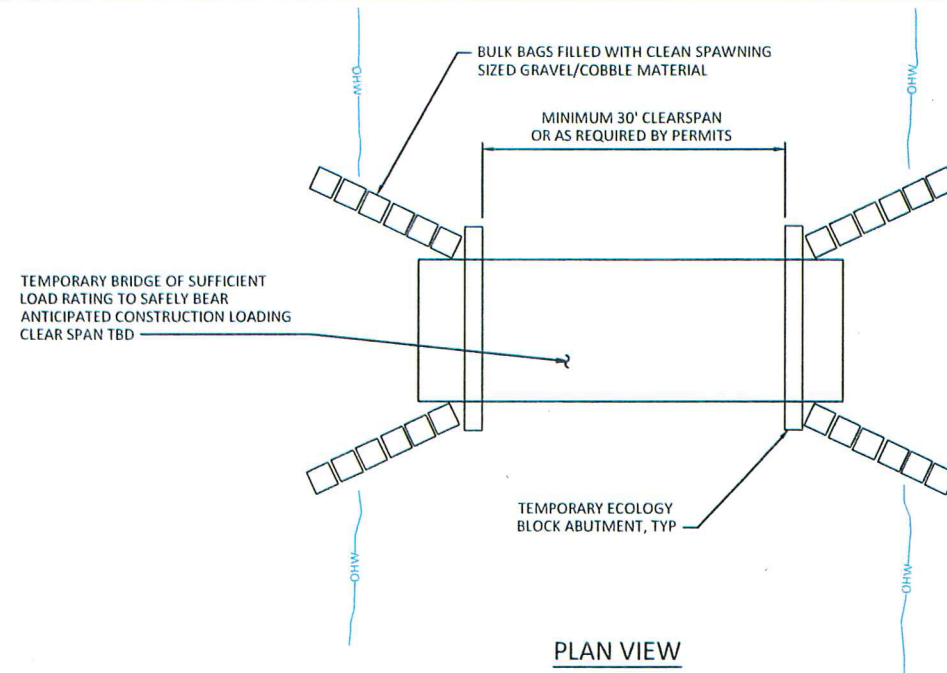 BULK BAGS FILLED WITH CLEAN SPAWNING
SIZED GRAVEL/COBBLE MATERIAL
OHW
OHW
MINIMUM 30' CLEARSPAN
OR AS REQUIRED BY PERMITS
TEMPORARY BRIDGE OF SUFFICIENT
LOAD RATING TO SAFELY BEAR
ANTICIPATED CONSTRUCTION LOADING
CLEAR SPAN TBD
TEMPORARY ECOLOGY
BLOCK ABUTMENT, TYP
OHW
OHW
PLAN VIEW